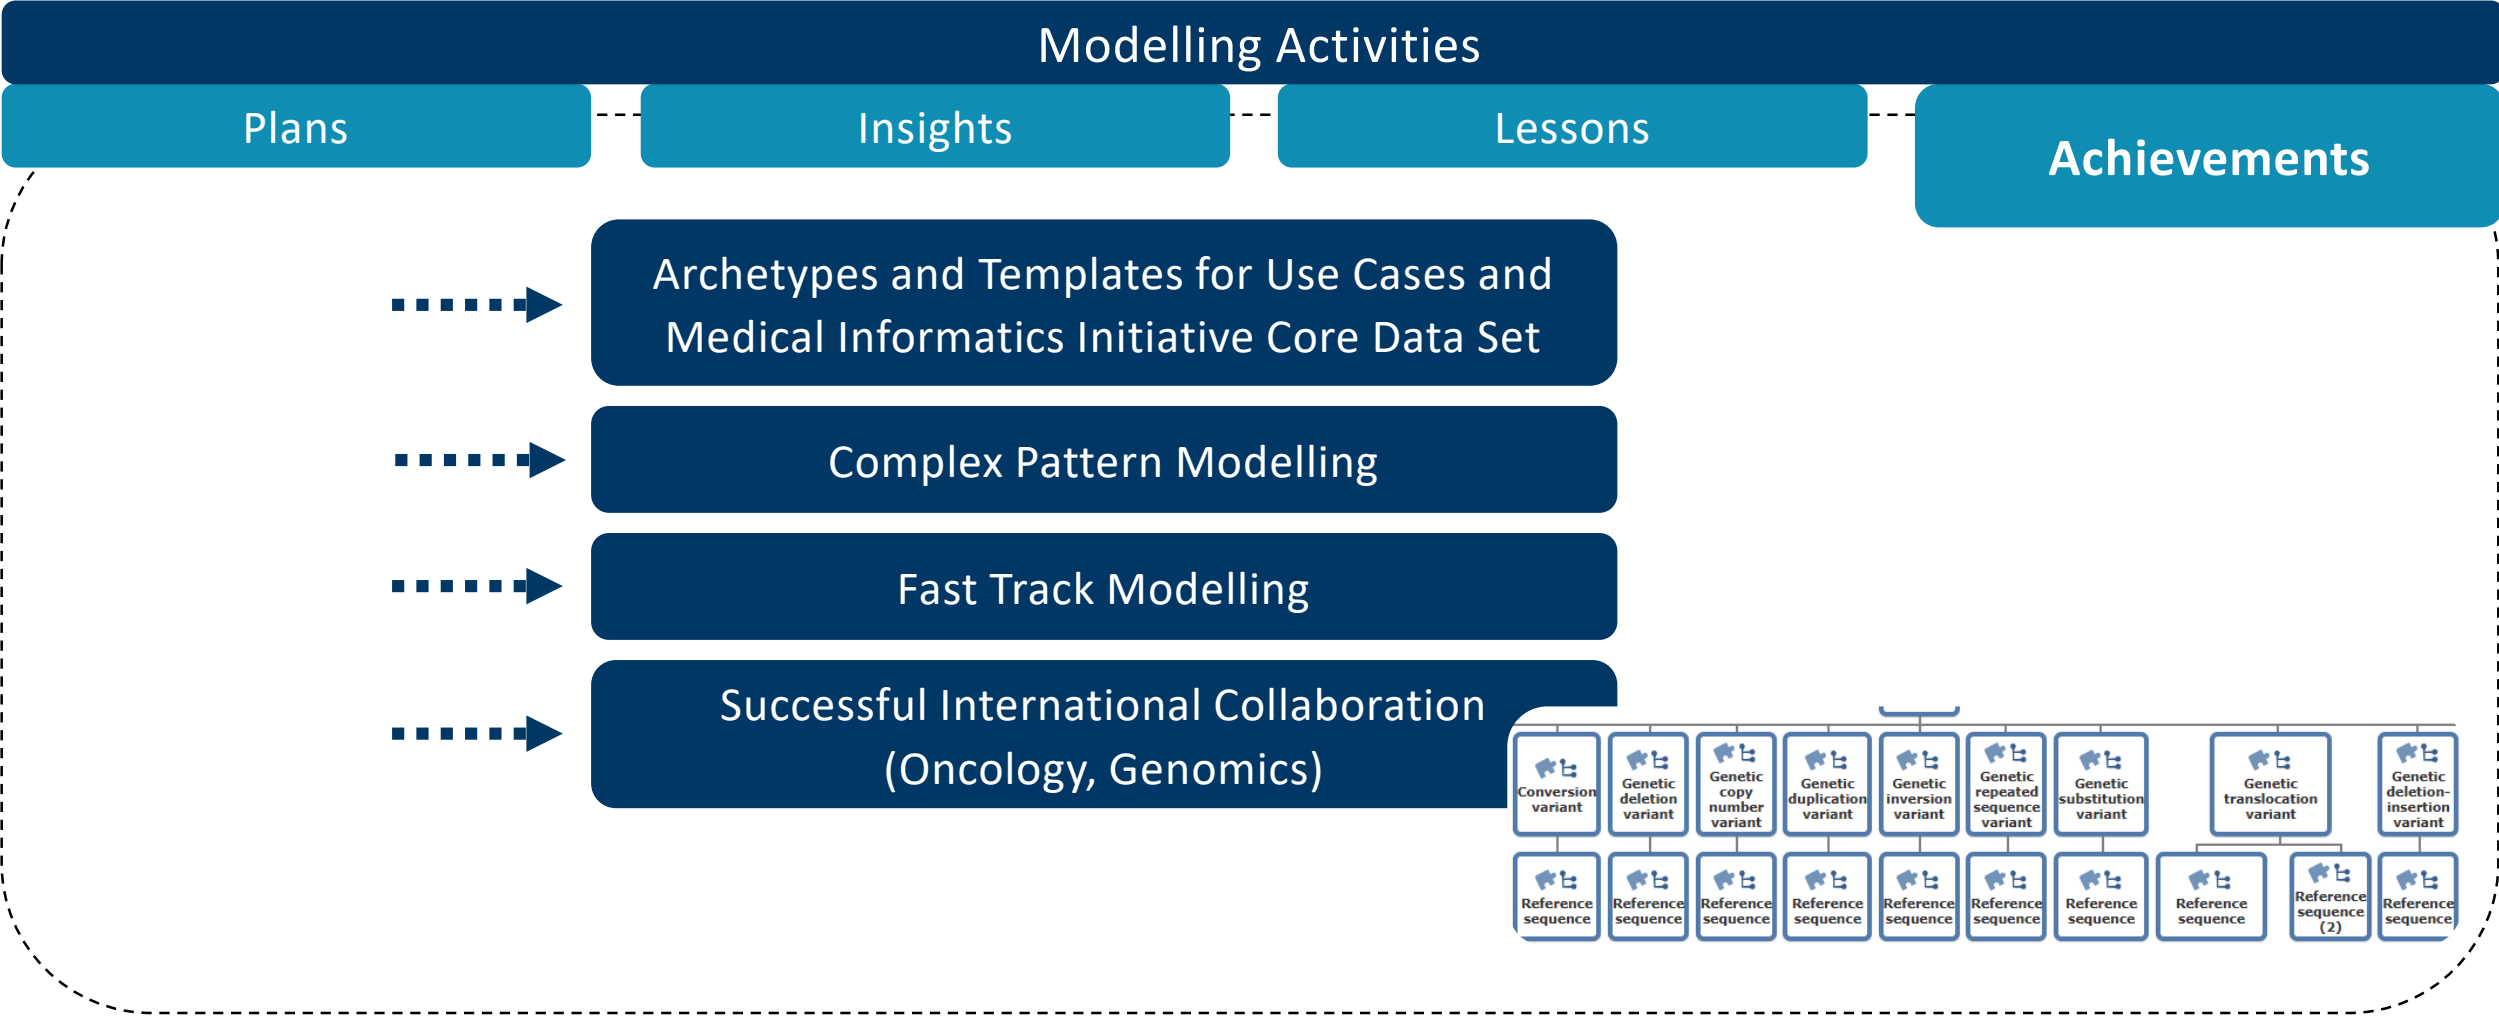 Modelling Activities
Plans
Insights
Lessons
Achievements
Archetypes and Templates for Use Cases and
Medical Informatics Initiative Core Data Set
Complex Pattern Modelling
Fast Track Modelling
Successful International Collaboration
(Oncology, Genomics)
Conversion
variant
Genetic
deletion
variant
Genetic
copy
number
variant
Genetic
duplication
variant
Genetic
inversion
variant
Genetic
repeated
sequence
variant
Genetic
substitution
variant
Genetic
translocation
variant
Genetic
deletion-
insertion
variant
Reference
sequence
Reference
sequence
Reference
sequence
Reference
sequence
Reference
sequence
Reference
sequence
Reference
sequence
Reference
sequence
Reference
sequence
(2)
Reference
sequence